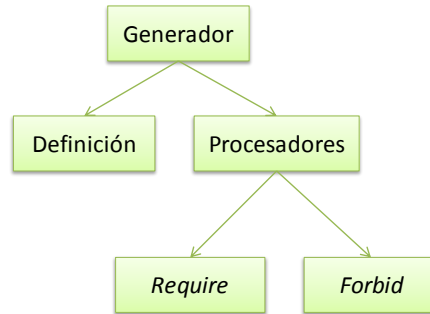 Generador
Definición
Procesadores
Require
Forbid